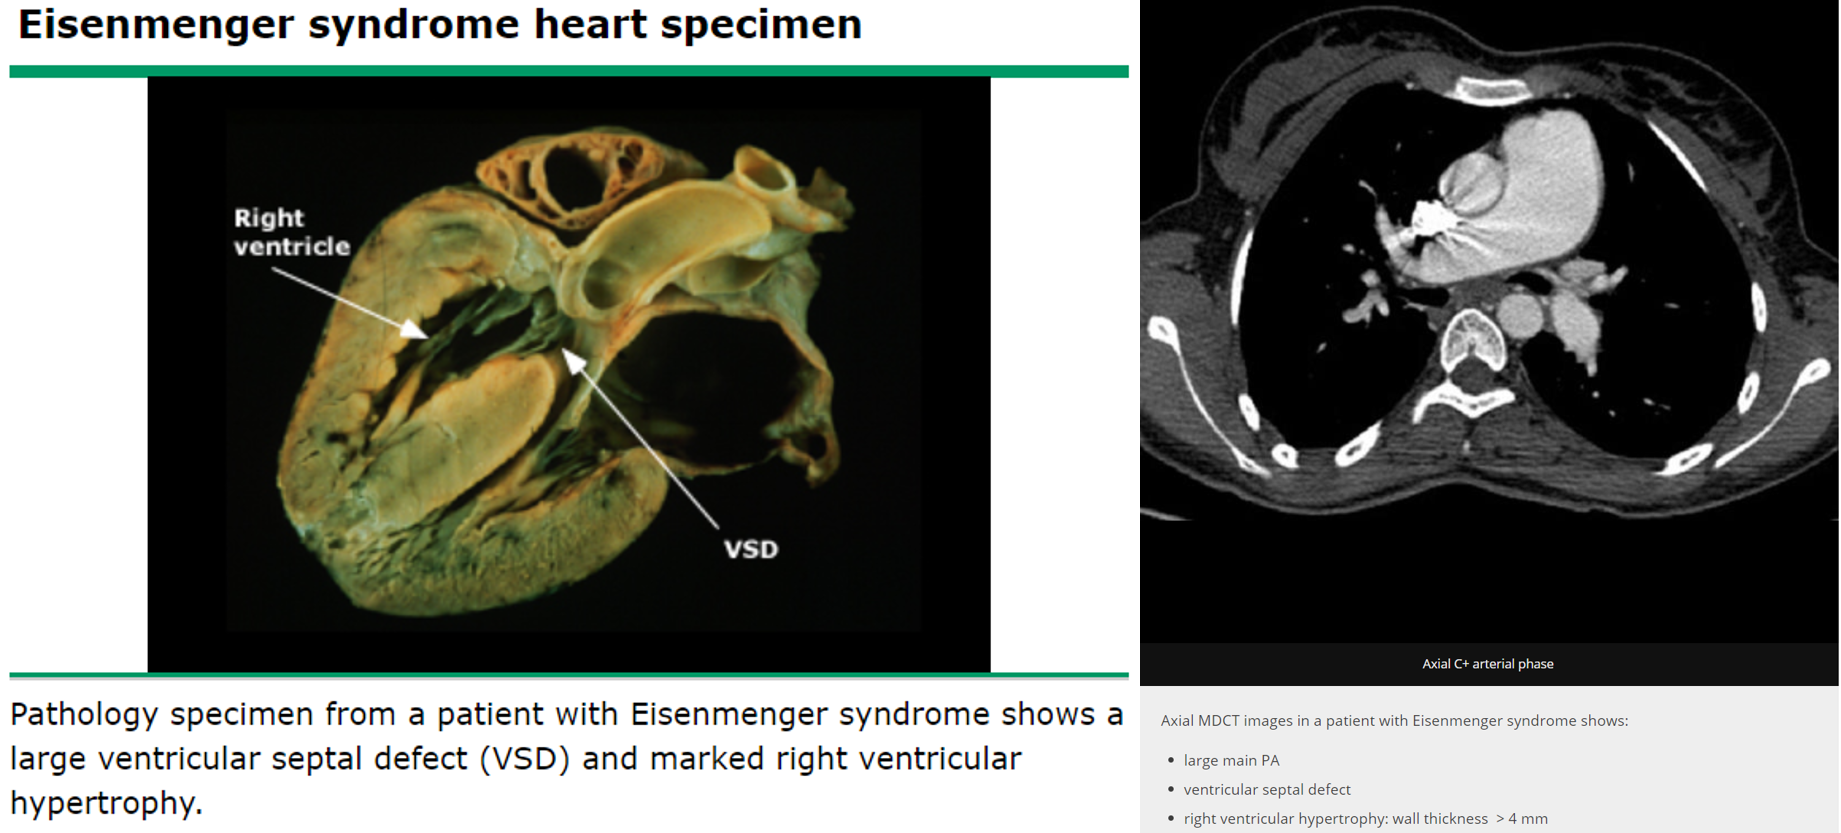 Eisenmenger syndrome heart specimen
Right
ventricle
VSD
Pathology specimen from a patient with Eisenmenger syndrome shows a
large ventricular septal defect (VSD) and marked right ventricular
hypertrophy.
Axial C+ arterial phase
Axial MDCT images in a patient with Eisenmenger syndrome shows:
• large main PA
• ventricular septal defect
• right ventricular hypertrophy: wall thickness > 4 mm